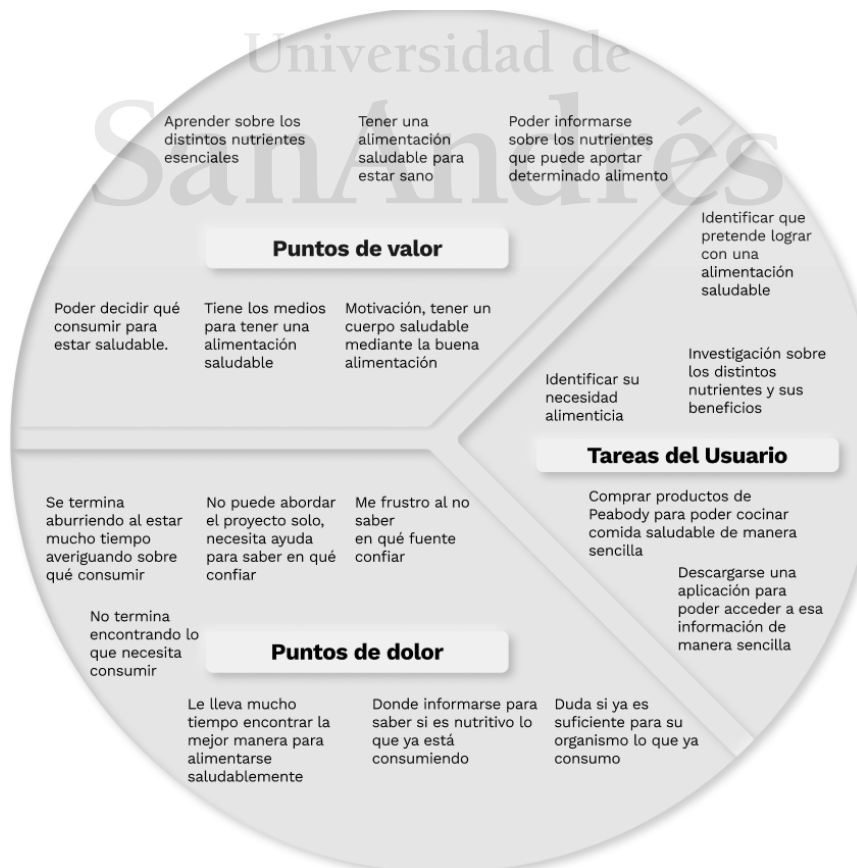 Universidad de
SanAndrés
Aprender sobre los
distintos nutrientes
esenciales
Tener una
alimentación
saludable para
estar sano
Poder informarse
sobre los nutrientes
que puede aportar
determinado alimento
Puntos de valor
Poder decidir qué
consumir para
estar saludable.
Tiene los medios
para tener una
alimentación
saludable
Motivación, tener un
cuerpo saludable
mediante la buena
alimentación
Identificar que
pretende lograr
con una
alimentación
saludable
Investigación sobre
los distintos
nutrientes y sus
beneficios
Identificar su
necesidad
alimenticia
Tareas del Usuario
Comprar productos de
Peabody para poder cocinar
comida saludable de manera
sencilla
Descargarse una
aplicación para
poder acceder a esa
información de
manera sencilla
Se termina
aburriendo al estar
mucho tiempo
averiguando sobre
qué consumir
No puede abordar
el proyecto solo,
necesita ayuda
para saber en qué
confiar
Me frustro al no
saber
en qué fuente
confiar
No termina
encontrando lo
que necesita
consumir
Puntos de dolor
Le lleva mucho
tiempo encontrar la
mejor manera para
alimentarse
saludablemente
Donde informarse para
saber si es nutritivo lo
que ya está
consumiendo
Duda si ya es
suficiente para su
organismo lo que ya
consumo